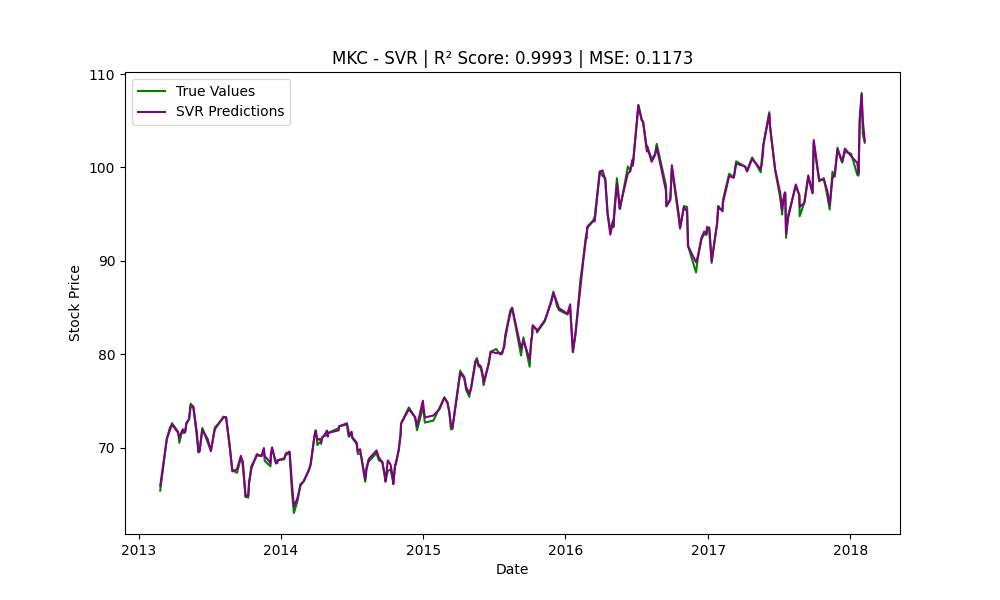 MKC - SVR | R² Score: 0.9993 | MSE: 0.1173
True Values
SVR Predictions
110
100
90
80
70
Stock Price
2013 2014 2015 2016 2017 2018
Date